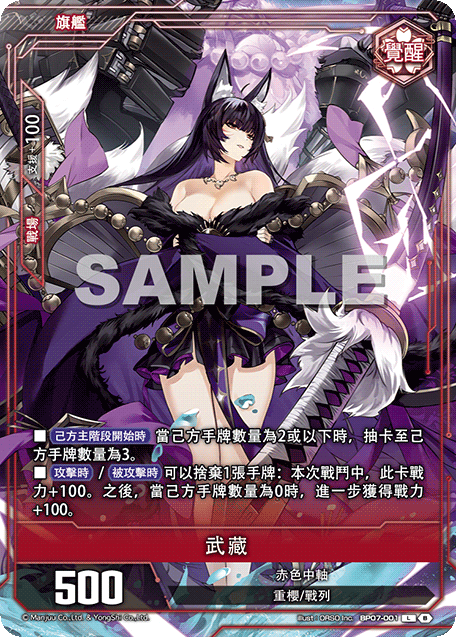 旗艦
覺醒
支援 +100
戰場
SAMPLE
■ 己方主階段開始時 當己方手牌數量為2或以下時，抽卡至己
方手牌數量為3。
■ 攻擊時 / 被攻擊時 可以捨棄1張手牌：本次戰鬥中，此卡戰
力+100。之後，當己方手牌數量為0時，進一步獲得戰力
+100。
武藏
500
赤色中軸
重櫻/戰列
© Manjuu Co.,Ltd. & YongShi Co.,Ltd.
Illust：ORSO Inc.
BP07-001 L B